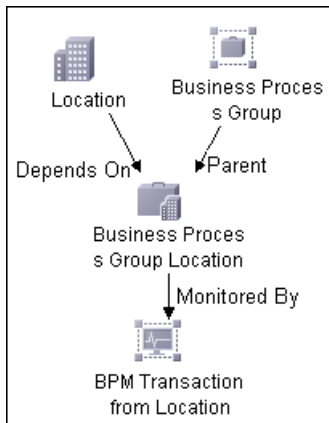 Location
Business Proces
s Group
Depends On
Parent
Business Proces
s Group Location
Monitored By
BPM Transaction
from Location